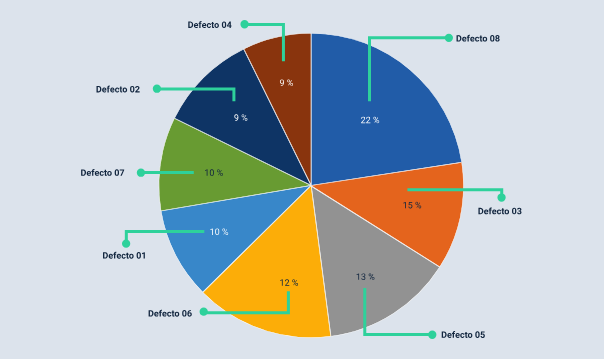 Defecto 04
Defecto 08
9 %
Defecto 02
9 %
22 %
Defecto 07
10 %
15 %
Defecto 03
10 %
Defecto 01
13 %
12 %
Defecto 06
Defecto 05